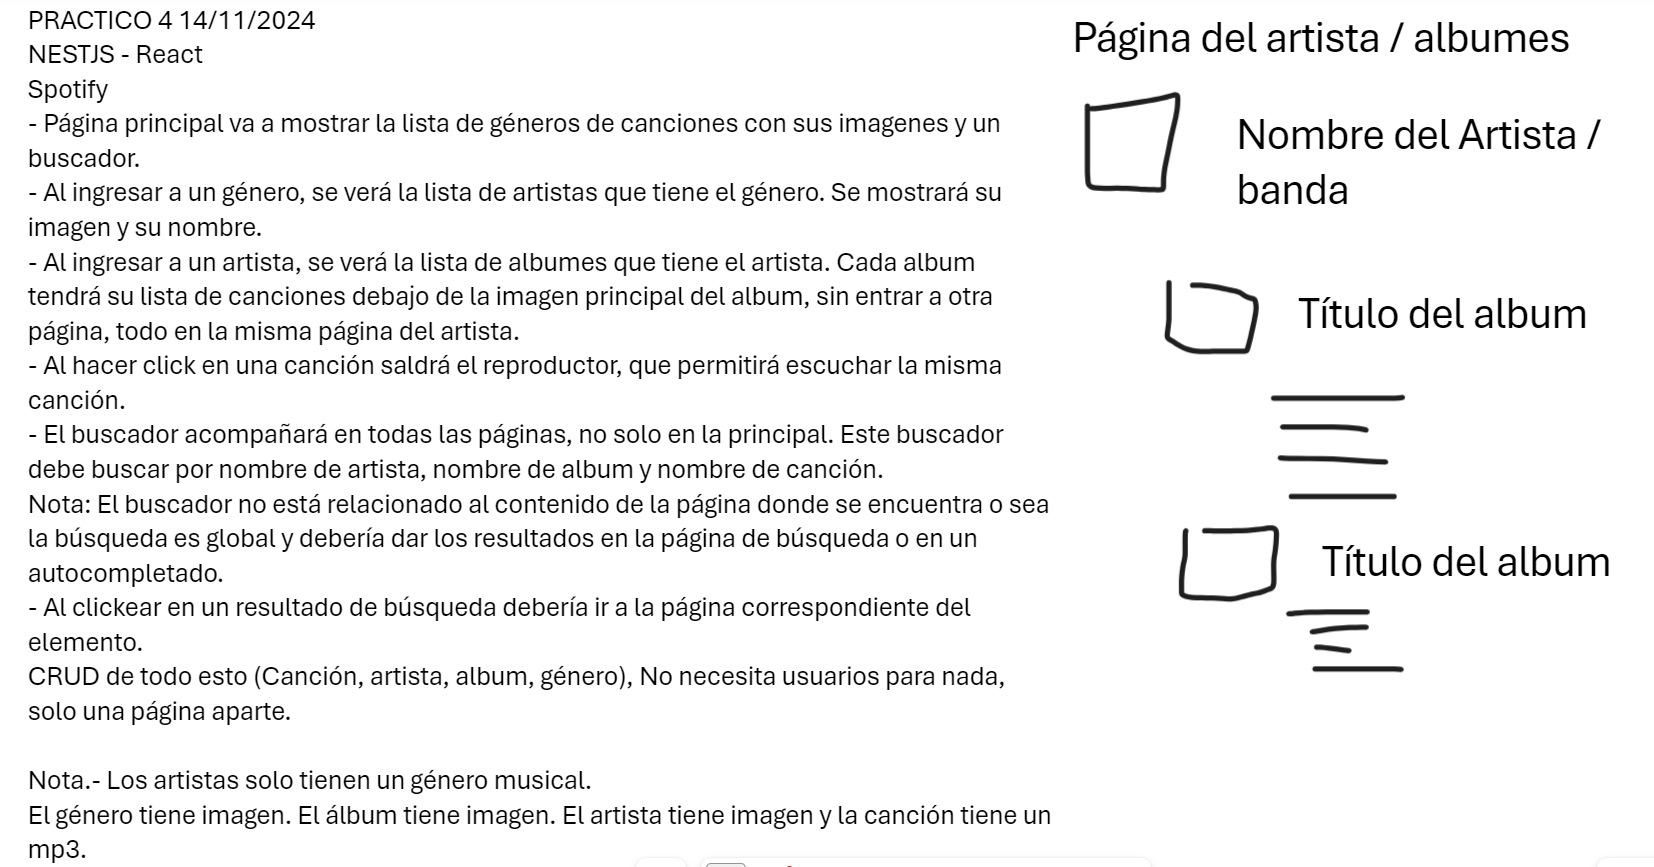 PRACTICO 4 14/11/2024
NESTJS - React
Spotify
- Página principal va a mostrar la lista de géneros de canciones con sus imagenes y un
buscador.
- Al ingresar a un género, se verá la lista de artistas que tiene el género. Se mostrará su
imagen y su nombre.
- Al ingresar a un artista, se verá la lista de albumes que tiene el artista. Cada album
tendrá su lista de canciones debajo de la imagen principal del album, sin entrar a otra
página, todo en la misma página del artista.
- Al hacer click en una canción saldrá el reproductor, que permitirá escuchar la misma
canción.
- El buscador acompañará en todas las páginas, no solo en la principal. Este buscador
debe buscar por nombre de artista, nombre de album y nombre de canción.
Nota: El buscador no está relacionado al contenido de la página donde se encuentra o sea
la búsqueda es global y debería dar los resultados en la página de búsqueda o en un
autocompletado.
- Al clickear en un resultado de búsqueda debería ir a la página correspondiente del
elemento.
CRUD de todo esto (Canción, artista, album, género), No necesita usuarios para nada,
solo una página aparte.
Nota.- Los artistas solo tienen un género musical.
El género tiene imagen. El álbum tiene imagen. El artista tiene imagen y la canción tiene un
mp3.
Página del artista / albumes
Nombre del Artista /
banda
Título del album
Título del album